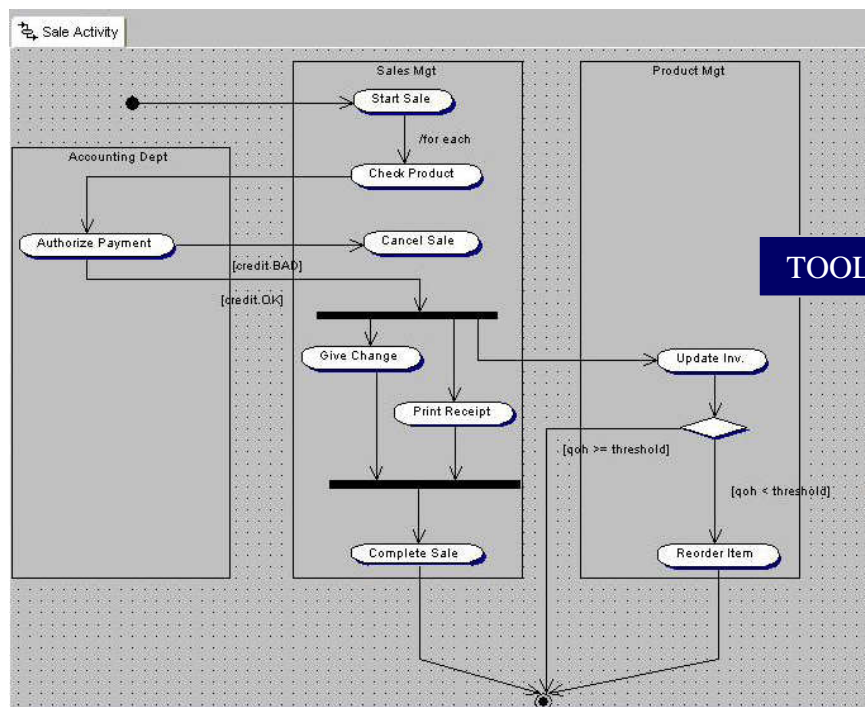 Sale Activity
Sales Mgt
Product Mgt
Start Sale
/for each
Accounting Dept
Check Product
Authorize Payment
Cancel Sale
[credit.BAD]
TOOL
[credit.OK]
Give Change
Update Inv.
Print Receipt
[qoh >= threshold]
[qoh < threshold]
Complete Sale
Reorder Item